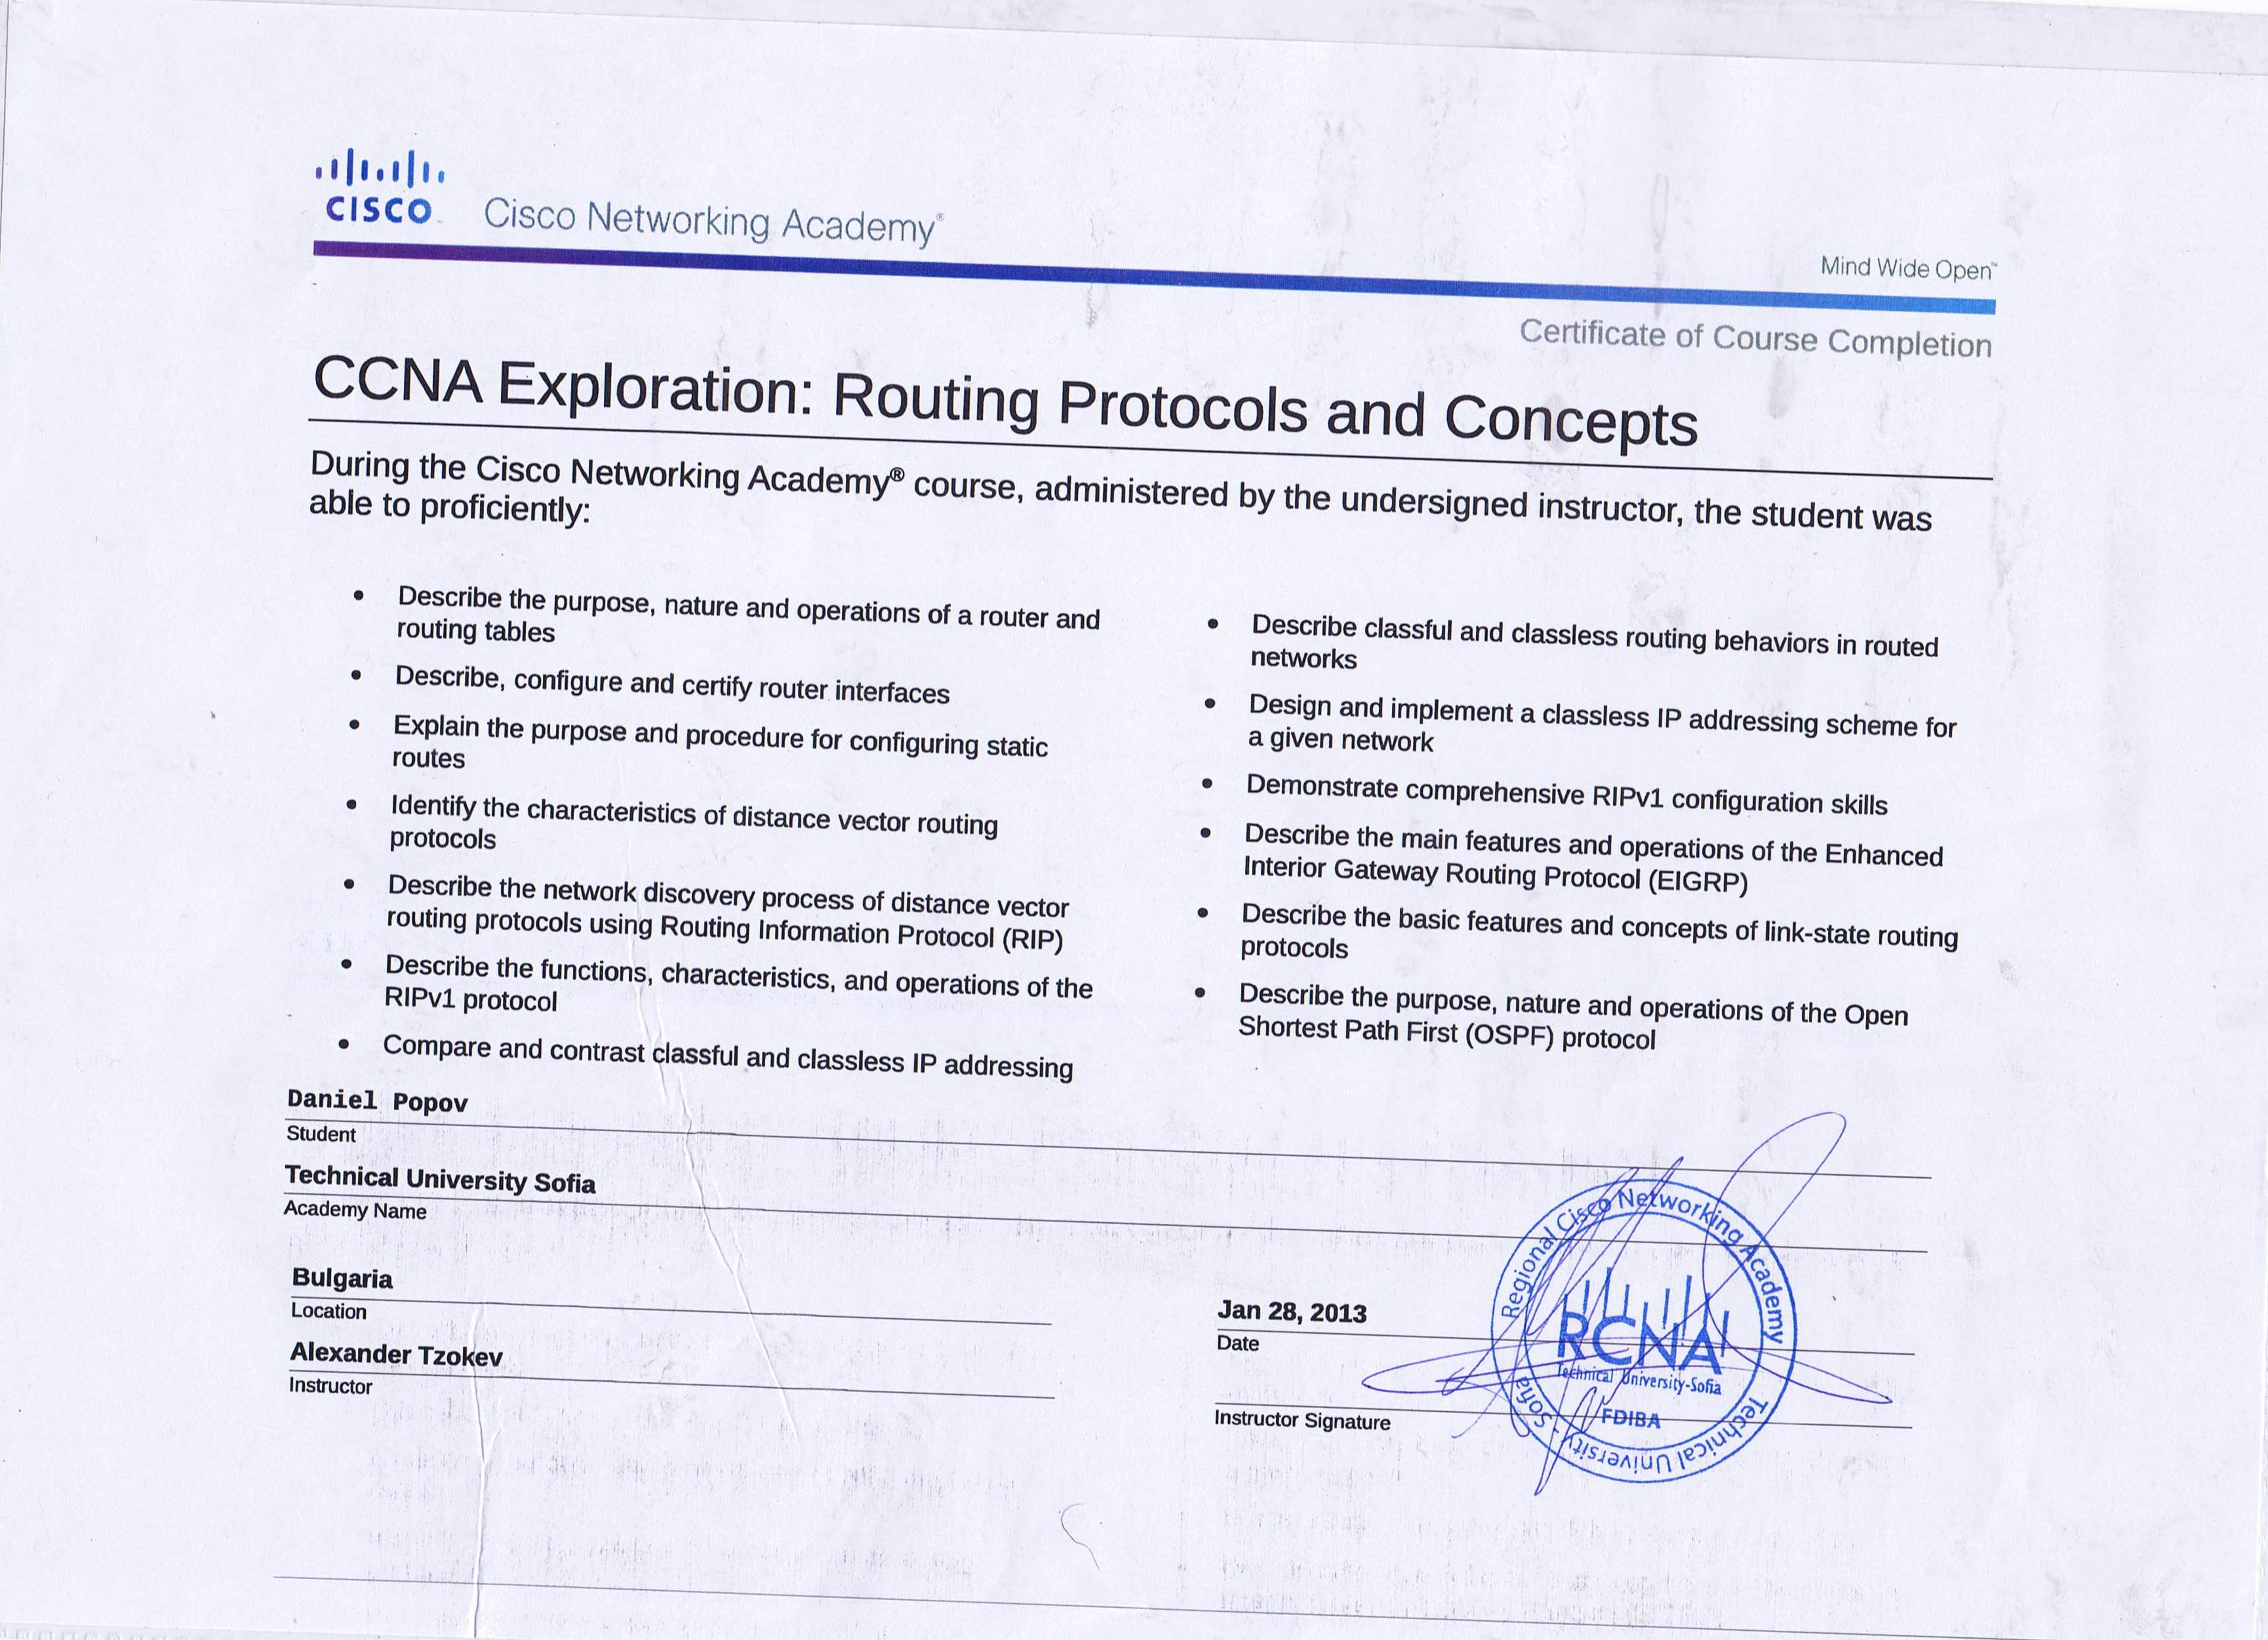 CISCO
Cisco Networking Academy®
Mind Wide Open™
Certificate of Course Completion
CCNA Exploration: Routing Protocols and Concepts
During the Cisco Networking Academy® course, administered by the undersigned instructor, the student was
able to proficiently:
• Describe the purpose, nature and operations of a router and
routing tables
• Describe, configure and certify router interfaces
• Explain the purpose and procedure for configuring static
routes
• Identify the characteristics of distance vector routing
protocols
• Describe the network discovery process of distance vector
routing protocols using Routing Information Protocol (RIP)
• Describe the functions, characteristics, and operations of the
RIPv1 protocol
• Compare and contrast classful and classless IP addressing
• Describe classful and classless routing behaviors in routed
networks
• Design and implement a classless IP addressing scheme for
a given network
• Demonstrate comprehensive RIPv1 configuration skills
• Describe the main features and operations of the Enhanced
Interior Gateway Routing Protocol (EIGRP)
• Describe the basic features and concepts of link-state routing
protocols
• Describe the purpose, nature and operations of the Open
Shortest Path First (OSPF) protocol
Daniel Popov
Student
Technical University Sofia
Academy Name
Bulgaria
Location
Alexander Tzokev
Instructor
Jan 28, 2013
Date
Instructor Signature
Regional Cisco Networking Academy
Technical University - Sofia
RCNA
Technical University-Sofia
FDIBA